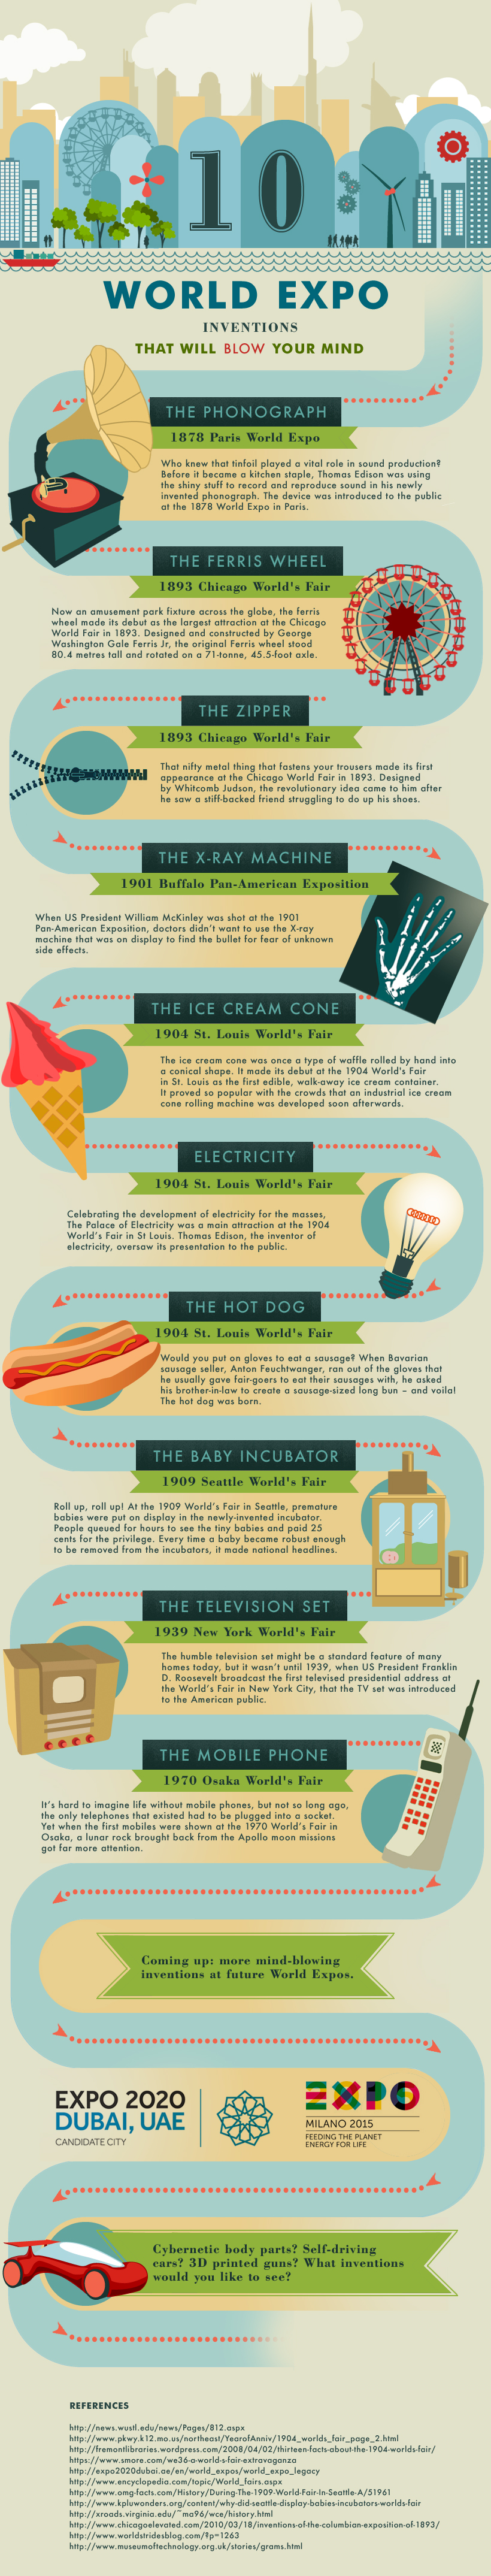 10
WORLD EXPO
INVENTIONS
THAT WILL BLOW YOUR MIND
THE PHONOGRAPH
1878 Paris World Expo
Who knew that tinfoil played a vital role in sound production?
Before it became a kitchen staple, Thomas Edison was using
the shiny stuff to record and reproduce sound in his newly
invented phonograph. The device was introduced to the public
at the 1878 World Expo in Paris.
THE FERRIS WHEEL
1893 Chicago World's Fair
Now an amusement park fixture across the globe, the ferris
wheel made its debut as the largest attraction at the Chicago
World Fair in 1893. Designed and constructed by George
Washington Gale Ferris Jr, the original Ferris wheel stood
80.4 metres tall and rotated on a 71-tonne, 45.5-foot axle.
THE ZIPPER
1893 Chicago World's Fair
That nifty metal thing that fastens your trousers made its first
appearance at the Chicago World Fair in 1893. Designed
by Whitcomb Judson, the revolutionary idea came to him after
he saw a stiff-backed friend struggling to do up his shoes.
THE X-RAY MACHINE
1901 Buffalo Pan-American Exposition
When US President William McKinley was shot at the 1901
Pan-American Exposition, doctors didn't want to use the X-ray
machine that was on display to find the bullet for fear of unknown
side effects.
THE ICE CREAM CONE
1904 St. Louis World's Fair
The ice cream cone was once a type of waffle rolled by hand into
a conical shape. It made its debut at the 1904 World's Fair
in St. Louis as the first edible, walk-away ice cream container.
It proved so popular with the crowds that an industrial ice cream
cone rolling machine was developed soon afterwards.
ELECTRICITY
1904 St. Louis World's Fair
Celebrating the development of electricity for the masses,
The Palace of Electricity was a main attraction at the 1904
World's Fair in St Louis. Thomas Edison, the inventor of
electricity, oversaw its presentation to the public.
THE HOT DOG
1904 St. Louis World's Fair
Would you put on gloves to eat a sausage? When Bavarian
sausage seller, Anton Feuchtwanger, ran out of the gloves that
he usually gave fair-goers to eat their sausages with, he asked
his brother-in-law to create a sausage-sized long bun – and voila!
The hot dog was born.
THE BABY INCUBATOR
1909 Seattle World's Fair
Roll up, roll up! At the 1909 World's Fair in Seattle, premature
babies were put on display in the newly-invented incubator.
People queued for hours to see the tiny babies and paid 25
cents for the privilege. Every time a baby became robust enough
to be removed from the incubators, it made national headlines.
THE TELEVISION SET
1939 New York World's Fair
The humble television set might be a standard feature of many
homes today, but it wasn't until 1939, when US President Franklin
D. Roosevelt broadcast the first televised presidential address at
the World's Fair in New York City, that the TV set was introduced
to the American public.
THE MOBILE PHONE
1970 Osaka World's Fair
It's hard to imagine life without mobile phones, but not so long ago,
the only telephones that existed had to be plugged into a socket.
Yet when the first mobiles were shown at the 1970 World's Fair in
Osaka, a lunar rock brought back from the Apollo moon missions
got far more attention.
Coming up: more mind-blowing
inventions at future World Expos.
EXPO 2020
DUBAI, UAE
CANDIDATE CITY
EXPO
MILANO 2015
FEEDING THE PLANET
ENERGY FOR LIFE
Cybernetic body parts? Self-driving
cars? 3D printed guns? What inventions
would you like to see?
REFERENCES
http://news.wustl.edu/news/Pages/812.aspx
http://www.pkwy.k12.mo.us/northeast/YearofAnniv/1904_worlds_fair_page_2.html
http://fremontlibraries.wordpress.com/2008/04/02/thirteen-facts-about-the-1904-worlds-fair/
https://www.smore.com/we36-a-world-s-fair-extravaganza
http://expo2020dubai.ae/en/world_expos/world_expo_legacy
http://www.encyclopedia.com/topic/World_fairs.aspx
http://www.omg-facts.com/History/During-The-1909-World-Fair-In-Seattle-A/51961
http://www.kpluwonders.org/content/why-did-seattle-display-babies-incubators-worlds-fair
http://xroads.virginia.edu/~ma96/wce/history.html
http://www.chicagoelevated.com/2010/03/18/inventions-of-the-columbian-exposition-of-1893/
http://www.worldstridesblog.com/?p=1263
http://www.museumoftechnology.org.uk/stories/grams.html